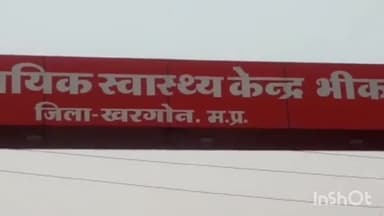 यिक स्वास्थ्य केन्द्र भीक
जिला-खरगोन. म.प्र.
InShOt